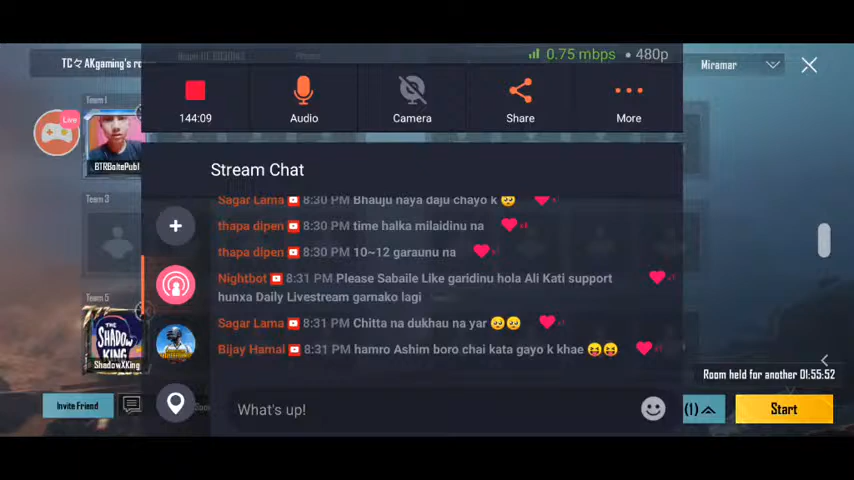 0.75 mbps • 480p
TC々AKgaming's ro
Miramar
Team 1
Live
144:09
Audio
Camera
Share
More
BTRBoltePubl
Stream Chat
Sagar Lama 8:30 PM Bhauju naya daju chayo k 🥺
thapa dipen 8:30 PM time halka milaidinu na
Team 3
thapa dipen 8:30 PM 10~12 garaunu na
Nightbot 8:31 PM Please Sabaile Like garidinu hola Ali Kati support
hunxa Daily Livestream garnako lagi
Team 5
Sagar Lama 8:31 PM Chitta na dukhau na yar 🥺🥺
THE SHADOW KING
Bijay Hamal 8:31 PM hamro Ashim boro chai kata gayo k khae 😝😝
ShadowXKing
Room held for another 01:55:52
Invite Friend
What's up!
(1)
Start